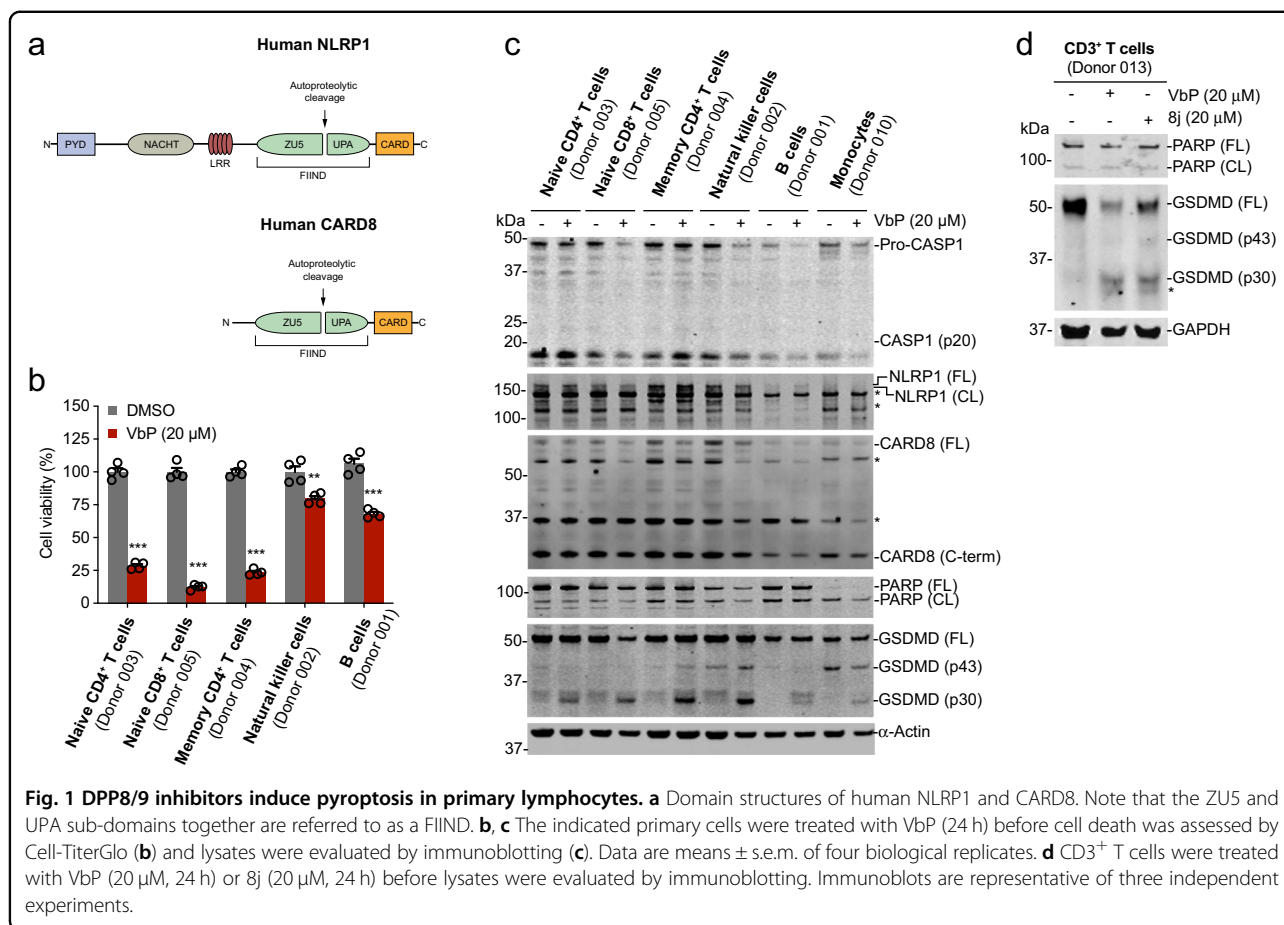 a
Human NLRP1
Autoproteolytic
cleavage
N
PYD
NACHT
LRR
ZU5
UPA
CARD
C
FIIND
Human CARD8
Autoproteolytic
cleavage
N
ZU5
UPA
CARD
C
FIIND
b
DMSO
VbP (20 µM)
Cell viability (%)
150
125
100
75
50
25
0
***
***
***
**
***
Naive CD4+ T cells
(Donor 003)
Naive CD8+ T cells
(Donor 005)
Memory CD4+ T cells
(Donor 004)
Natural killer cells
(Donor 002)
B cells
(Donor 001)
c
Naive CD4+ T cells
(Donor 003)
Naive CD8+ T cells
(Donor 005)
Memory CD4+ T cells
(Donor 004)
Natural killer cells
(Donor 002)
B cells
(Donor 001)
Monocytes
(Donor 010)
kDa
- + - + - + - + - + - + VbP (20 µM)
50- -Pro-CASP1
37-
25-
20- -CASP1 (p20)
-NLRP1 (FL)
150- *
NLRP1 (CL)
*
100-
-CARD8 (FL)
*
50-
37- *
-CARD8 (C-term)
100- -PARP (FL)
-PARP (CL)
50- -GSDMD (FL)
-GSDMD (p43)
37-
-GSDMD (p30)
-α-Actin
37-
d
CD3+ T cells
(Donor 013)
- + - VbP (20 µM)
- - + 8j (20 µM)
kDa
-PARP (FL)
100- -PARP (CL)
50- -GSDMD (FL)
-GSDMD (p43)
37-
-GSDMD (p30)
*
37- -GAPDH
Fig. 1 DPP8/9 inhibitors induce pyroptosis in primary lymphocytes. a Domain structures of human NLRP1 and CARD8. Note that the ZU5 and
UPA sub-domains together are referred to as a FIIND. b, c The indicated primary cells were treated with VbP (24 h) before cell death was assessed by
Cell-TiterGlo (b) and lysates were evaluated by immunoblotting (c). Data are means ± s.e.m. of four biological replicates. d CD3+ T cells were treated
with VbP (20 µM, 24 h) or 8j (20 µM, 24 h) before lysates were evaluated by immunoblotting. Immunoblots are representative of three independent
experiments.